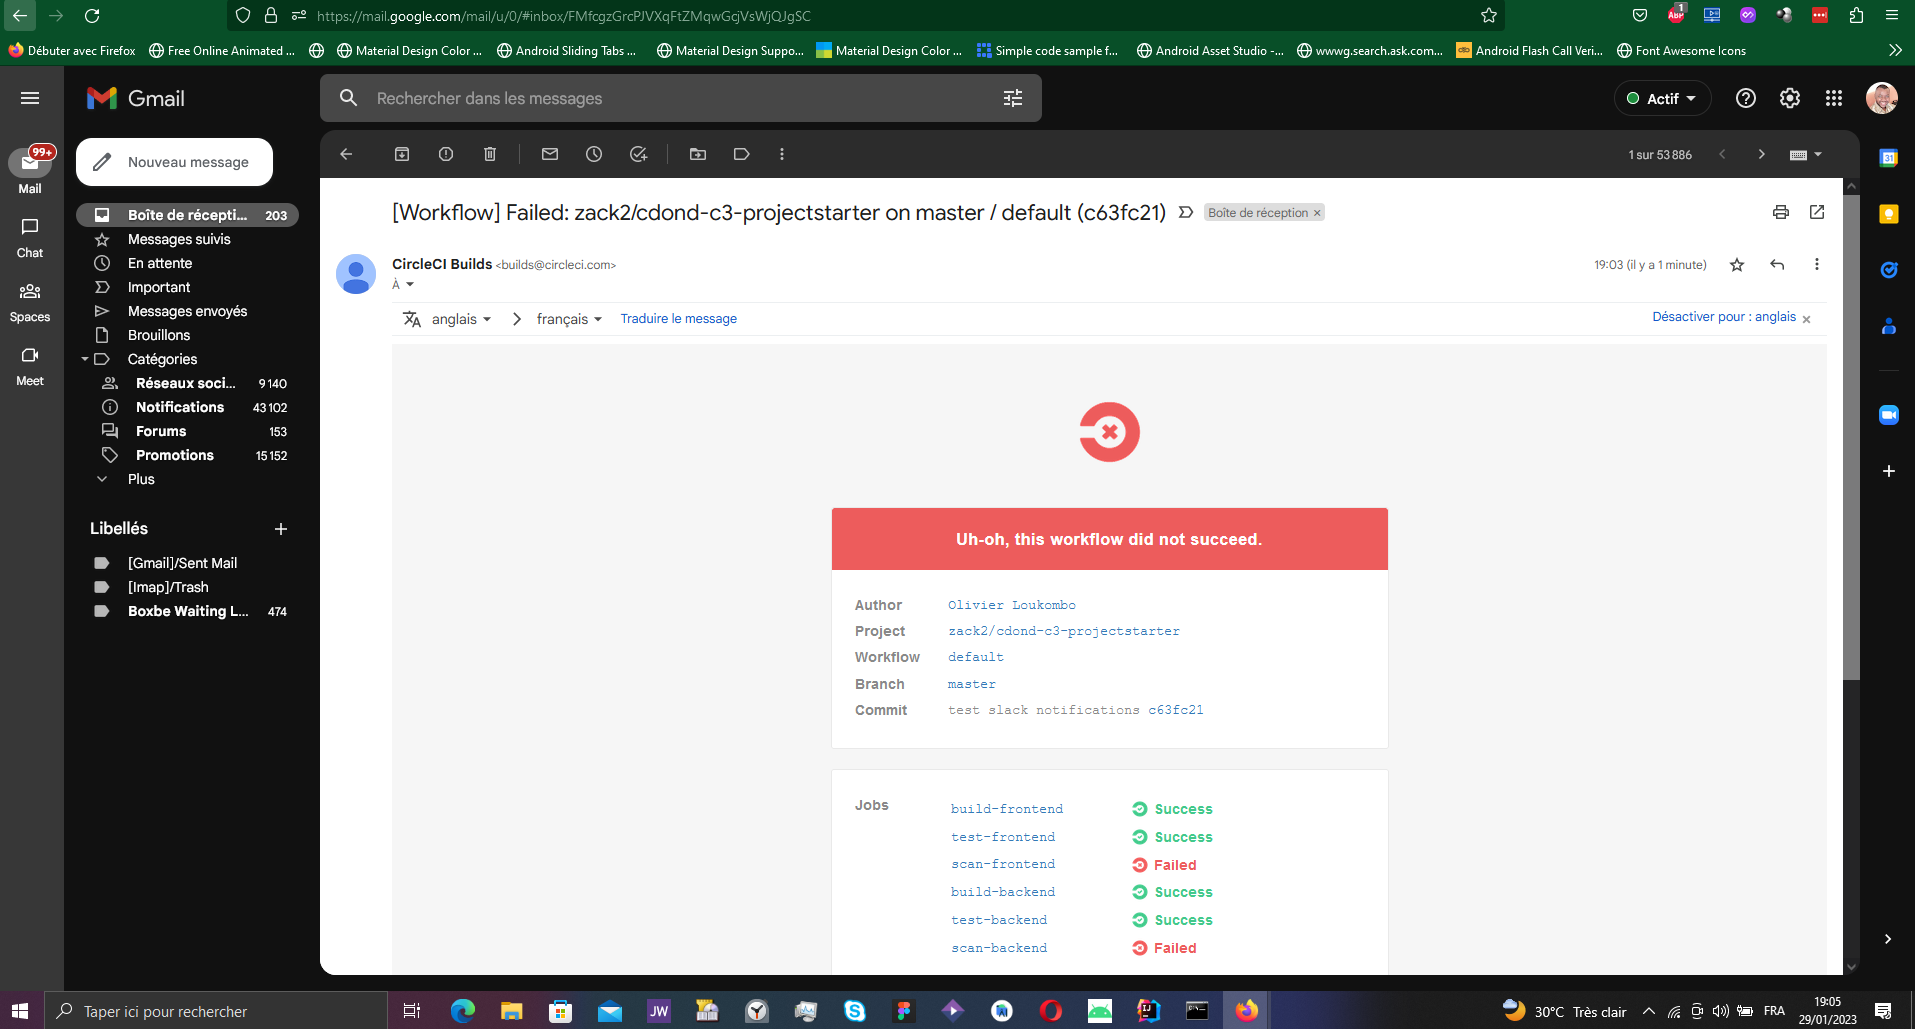 https://mail.google.com/mail/u/0/#inbox/FMfcgzGrcPJVXqFtZMqwGcjVsWjQJgSC
1
ABP
Débuter avec Firefox
Free Online Animated ...
Material Design Color ...
Android Sliding Tabs ...
Material Design Suppo...
Material Design Color ...
Simple code sample f...
Android Asset Studio -...
wwwg.search.ask.com...
Android Flash Call Veri...
Font Awesome Icons
Gmail
Rechercher dans les messages
Actif
99+
Mail
Chat
Spaces
Meet
Nouveau message
Boîte de récepti... 203
Messages suivis
En attente
Important
Messages envoyés
Brouillons
Catégories
Réseaux soci... 9 140
Notifications 43 102
Forums 153
Promotions 15 152
Plus
Libellés
[Gmail]/Sent Mail
[Imap]/Trash
Boxbe Waiting L... 474
1 sur 53 886
31
[Workflow] Failed: zack2/cdond-c3-projectstarter on master / default (c63fc21)
Boîte de réception ×
CircleCI Builds <builds@circleci.com>
19:03 (il y a 1 minute)
À
anglais
français
Traduire le message
Désactiver pour : anglais
Uh-oh, this workflow did not succeed.
Author Olivier Loukombo
Project zack2/cdond-c3-projectstarter
Workflow default
Branch master
Commit test slack notifications c63fc21
Jobs
build-frontend Success
test-frontend Success
scan-frontend Failed
build-backend Success
test-backend Success
scan-backend Failed
Taper ici pour rechercher
JW
30°C Très clair
FRA
19:05
29/01/2023